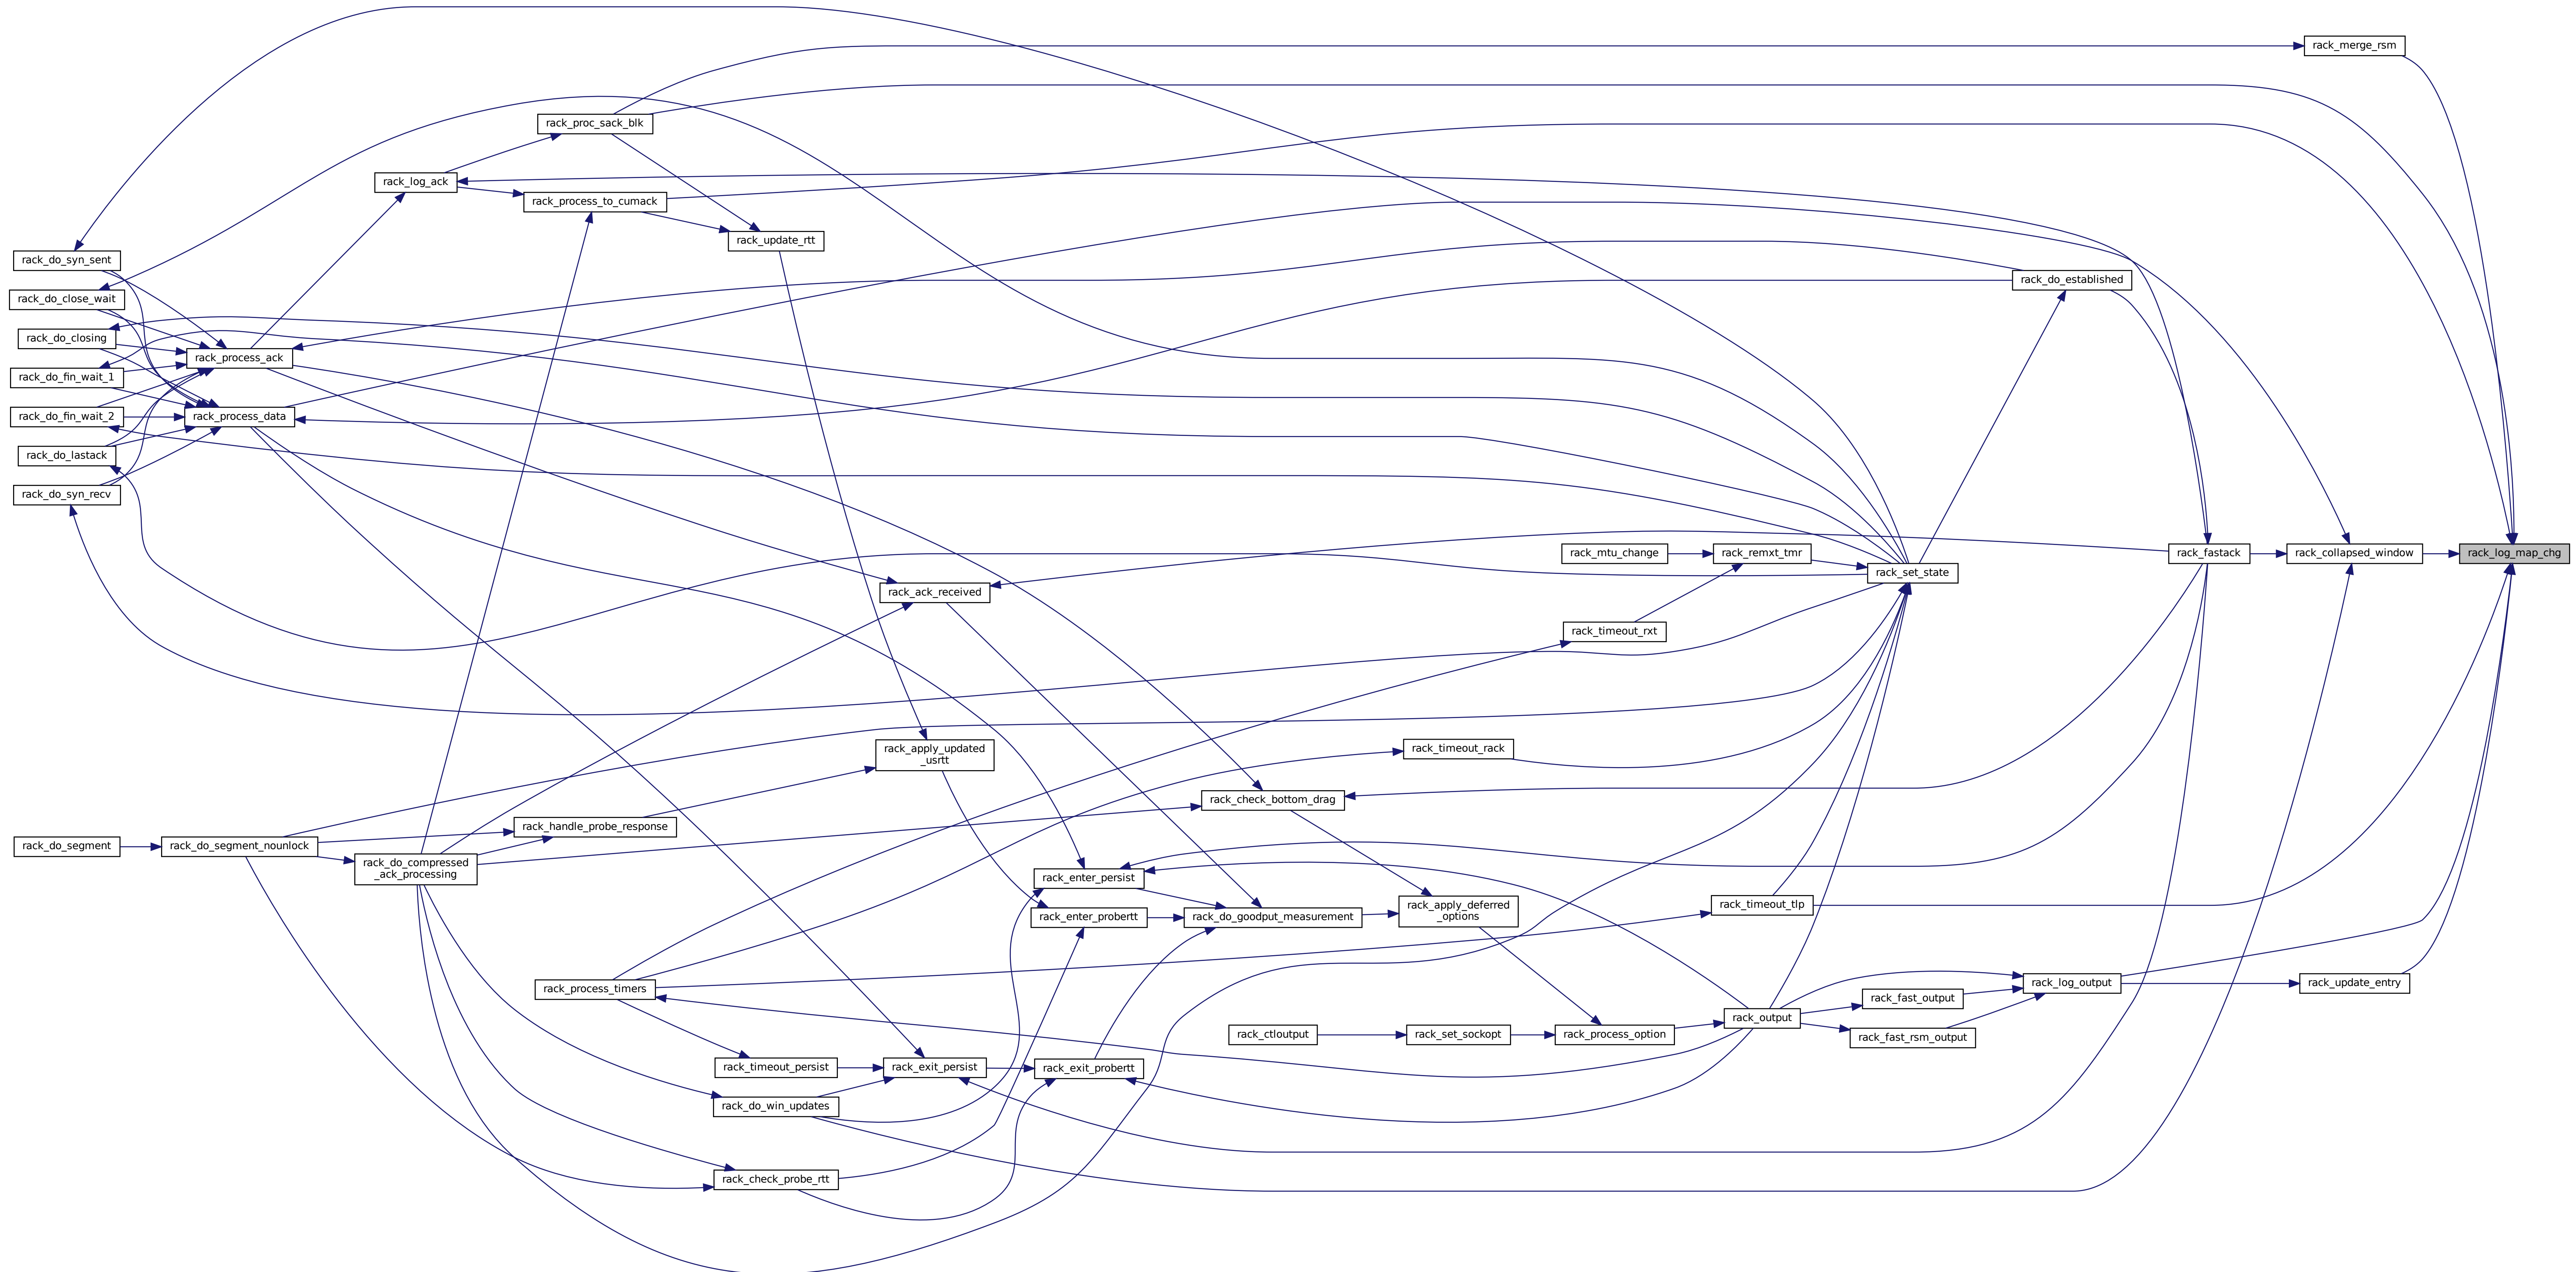 rack_merge_rsm
rack_proc_sack_blk
rack_log_ack
rack_process_to_cumack
rack_update_rtt
rack_do_syn_sent
rack_do_established
rack_do_close_wait
rack_do_closing
rack_process_ack
rack_do_fin_wait_1
rack_do_fin_wait_2
rack_process_data
rack_do_lastack
rack_do_syn_recv
rack_mtu_change
rack_remxt_tmr
rack_fastack
rack_collapsed_window
rack_log_map_chg
rack_set_state
rack_ack_received
rack_timeout_rxt
rack_apply_updated
_usrtt
rack_timeout_rack
rack_check_bottom_drag
rack_handle_probe_response
rack_do_segment
rack_do_segment_nounlock
rack_do_compressed
_ack_processing
rack_enter_persist
rack_enter_probertt
rack_do_goodput_measurement
rack_apply_deferred
_options
rack_timeout_tlp
rack_process_timers
rack_log_output
rack_update_entry
rack_fast_output
rack_output
rack_ctloutput
rack_set_sockopt
rack_process_option
rack_fast_rsm_output
rack_timeout_persist
rack_exit_persist
rack_exit_probertt
rack_do_win_updates
rack_check_probe_rtt